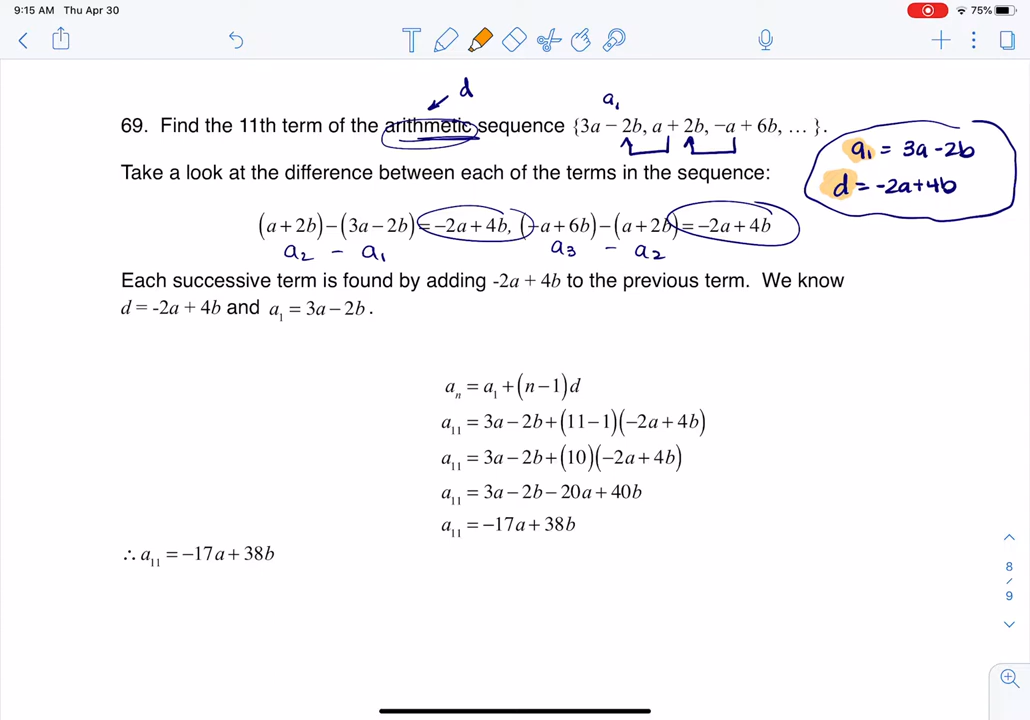 9:15 AM Thu Apr 30 75%
T
d
a₁
69. Find the 11th term of the arithmetic sequence {3a − 2b, a + 2b, −a + 6b, … }.
a₁ = 3a - 2b
d = -2a + 4b
Take a look at the difference between each of the terms in the sequence:
(a + 2b) − (3a − 2b) = −2a + 4b, (−a + 6b) − (a + 2b) = −2a + 4b
a₂ - a₁ a₃ - a₂
Each successive term is found by adding -2a + 4b to the previous term. We know
d = -2a + 4b and a₁ = 3a − 2b.
aₙ = a₁ + (n − 1)d
a₁₁ = 3a − 2b + (11 − 1)(−2a + 4b)
a₁₁ = 3a − 2b + (10)(−2a + 4b)
a₁₁ = 3a − 2b − 20a + 40b
a₁₁ = −17a + 38b
∴ a₁₁ = −17a + 38b
8
/
9